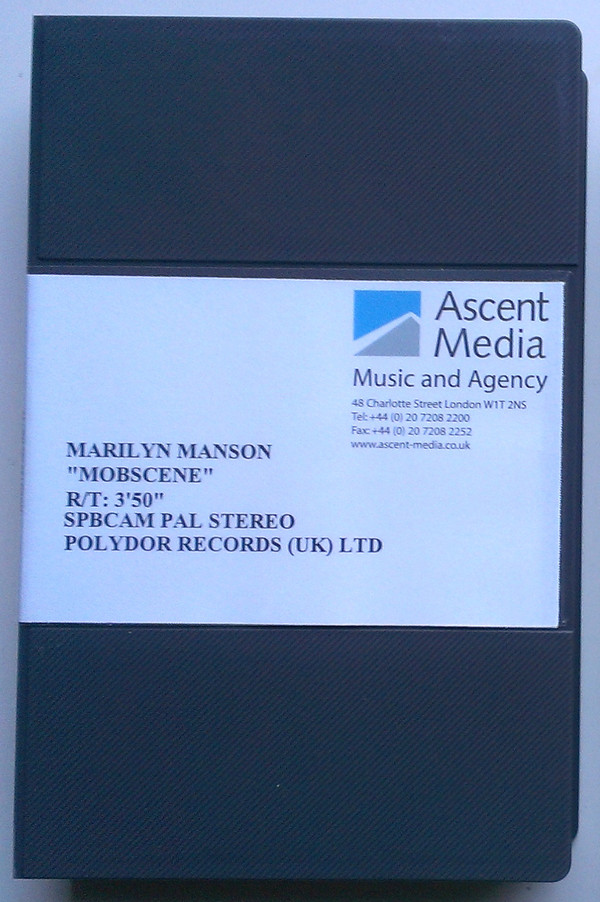 Ascent
Media
Music and Agency
48 Charlotte Street London W1T 2NS
Tel: +44 (0) 20 7208 2200
Fax: +44 (0) 20 7208 2252
www.ascent-media.co.uk
MARILYN MANSON
"MOBSCENE"
R/T: 3'50"
SPBCAM PAL STEREO
POLYDOR RECORDS (UK) LTD